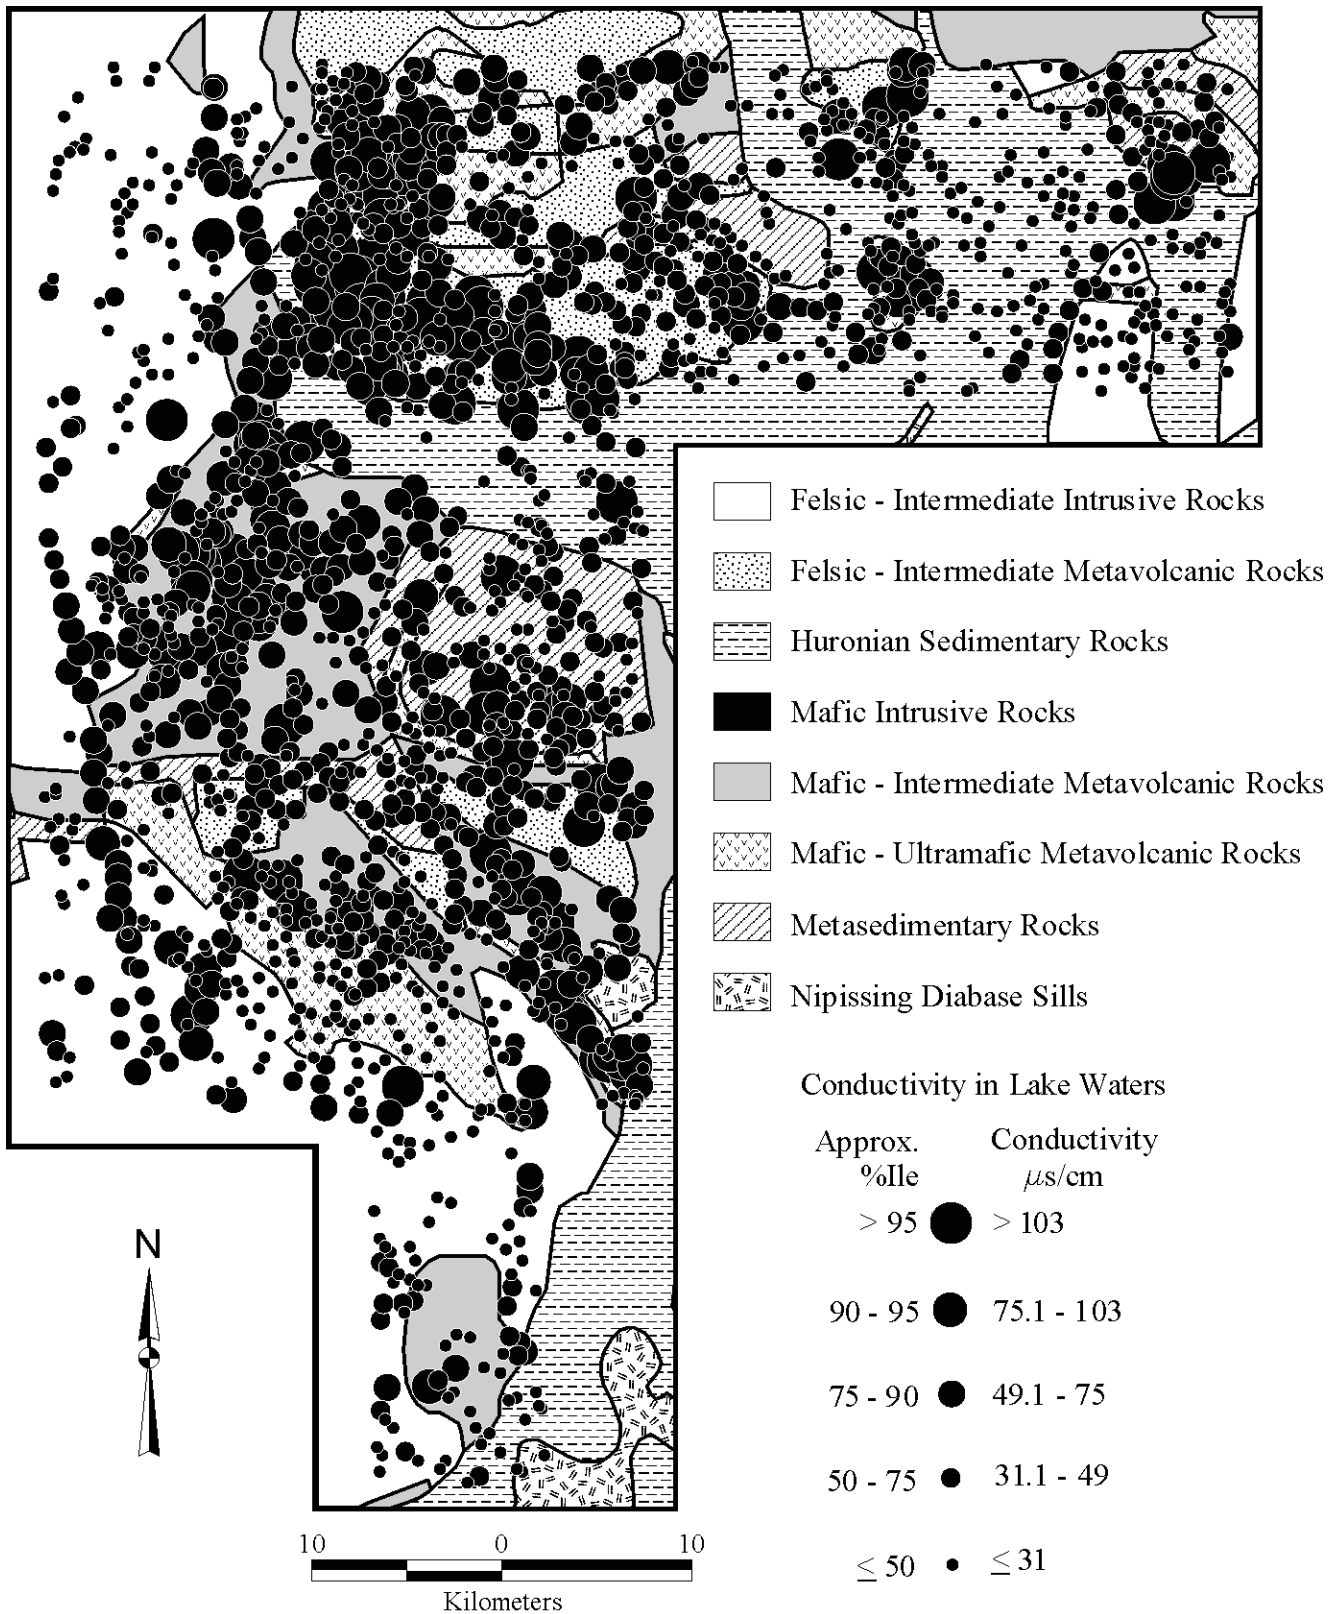 Felsic - Intermediate Intrusive Rocks
Felsic - Intermediate Metavolcanic Rocks
Huronian Sedimentary Rocks
Mafic Intrusive Rocks
Mafic - Intermediate Metavolcanic Rocks
Mafic - Ultramafic Metavolcanic Rocks
Metasedimentary Rocks
Nipissing Diabase Sills
Conductivity in Lake Waters
Approx. Conductivity
%Ile μs/cm
> 95 > 103
90 - 95 75.1 - 103
75 - 90 49.1 - 75
50 - 75 31.1 - 49
≤ 50 ≤ 31
N
10 0 10
Kilometers